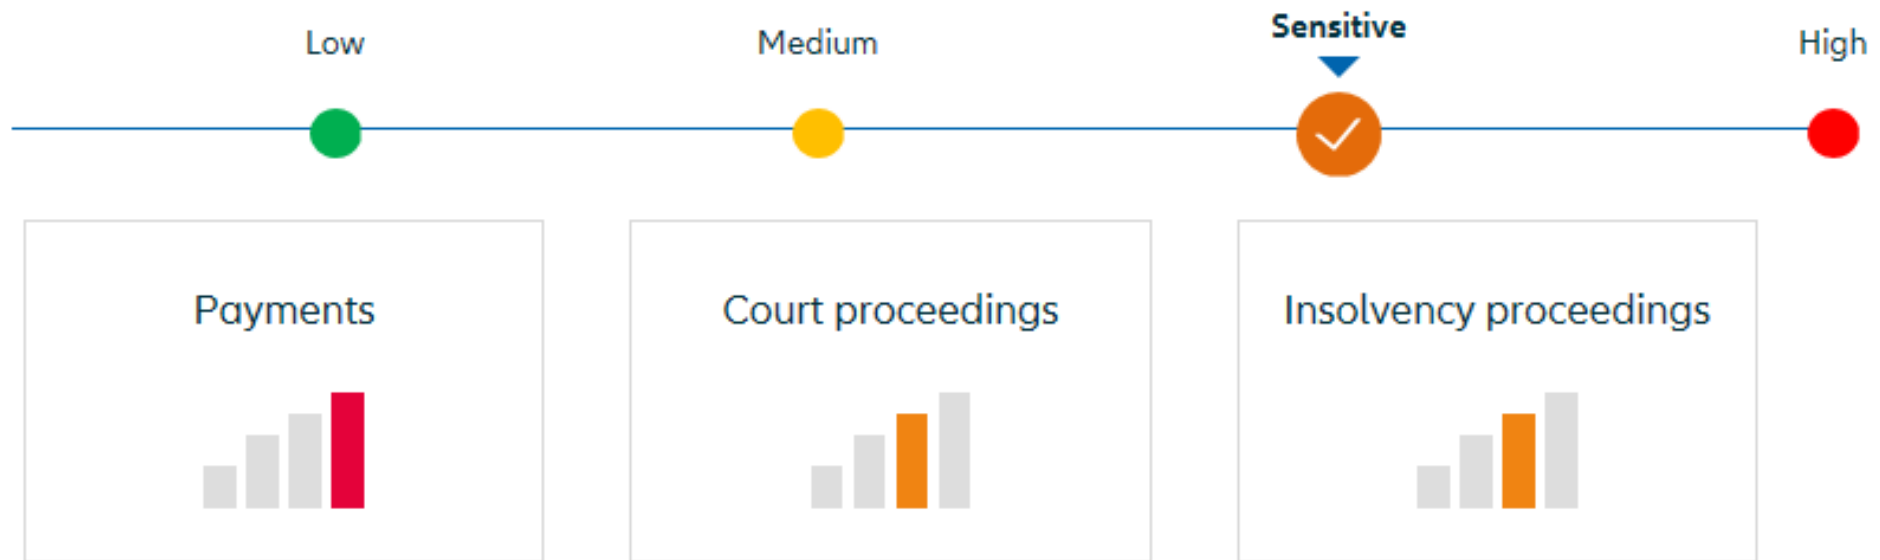 Low
Medium
Sensitive
High
Payments
Court proceedings
Insolvency proceedings